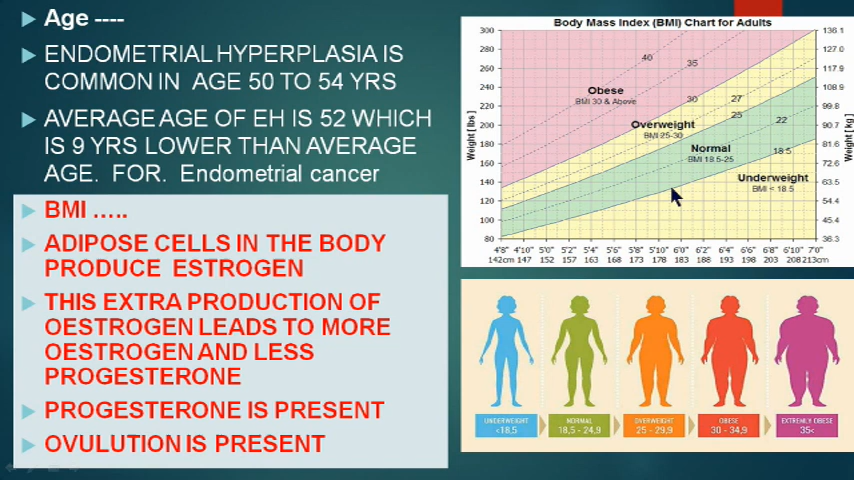 Age ----
ENDOMETRIAL HYPERPLASIA IS
COMMON IN AGE 50 TO 54 YRS
AVERAGE AGE OF EH IS 52 WHICH
IS 9 YRS LOWER THAN AVERAGE
AGE. FOR. Endometrial cancer
BMI .....
ADIPOSE CELLS IN THE BODY
PRODUCE ESTROGEN
THIS EXTRA PRODUCTION OF
OESTROGEN LEADS TO MORE
OESTROGEN AND LESS
PROGESTERONE
PROGESTERONE IS PRESENT
OVULUTION IS PRESENT
Body Mass Index (BMI) Chart for Adults
Weight [lbs]
300
280
260
240
220
200
180
160
140
120
100
80
40
35
30
27
25
22
18.5
Obese
BMI 30 & Above
Overweight
BMI 25-30
Normal
BMI 18.5-25
Underweight
BMI < 18.5
136.1
127.0
117.9
108.9
99.8
90.7
81.6
72.6
63.5
54.4
45.4
36.3
Weight [kg]
4'8" 4'10" 5'0" 5'2" 5'4" 5'6" 5'8" 5'10" 6'0" 6'2" 6'4" 6'6" 6'8" 6'10" 7'0"
142cm 147 152 157 163 168 173 178 183 188 193 198 203 208 213cm
UNDERWEIGHT
<18,5
NORMAL
18,5 - 24,9
OVERWEIGHT
25 - 29,9
OBESE
30 - 34,9
EXTREMLY OBESE
35<